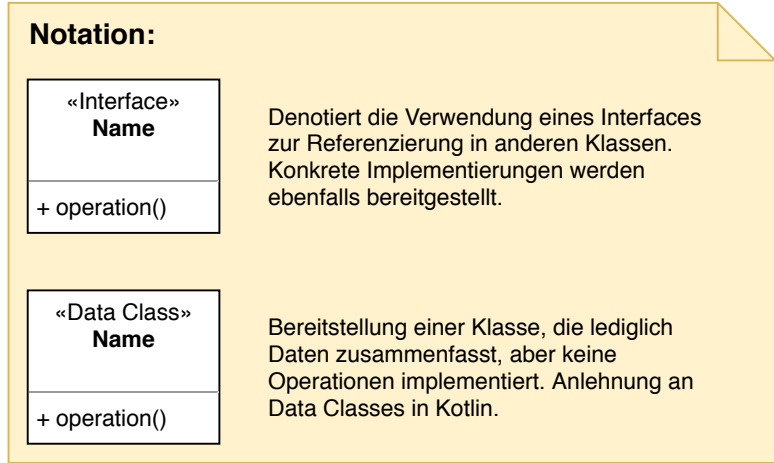 Notation:
«Interface»
Name
+ operation()
Denotiert die Verwendung eines Interfaces
zur Referenzierung in anderen Klassen.
Konkrete Implementierungen werden
ebenfalls bereitgestellt.
«Data Class»
Name
+ operation()
Bereitstellung einer Klasse, die lediglich
Daten zusammenfasst, aber keine
Operationen implementiert. Anlehnung an
Data Classes in Kotlin.